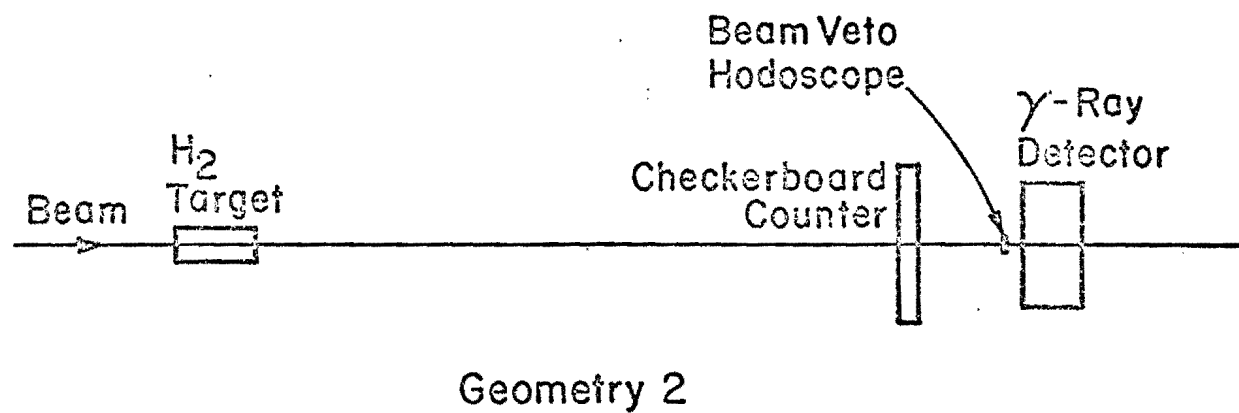 Beam Veto
Hodoscope
γ-Ray
Detector
H2
Target
Checkerboard
Counter
Beam
Geometry 2